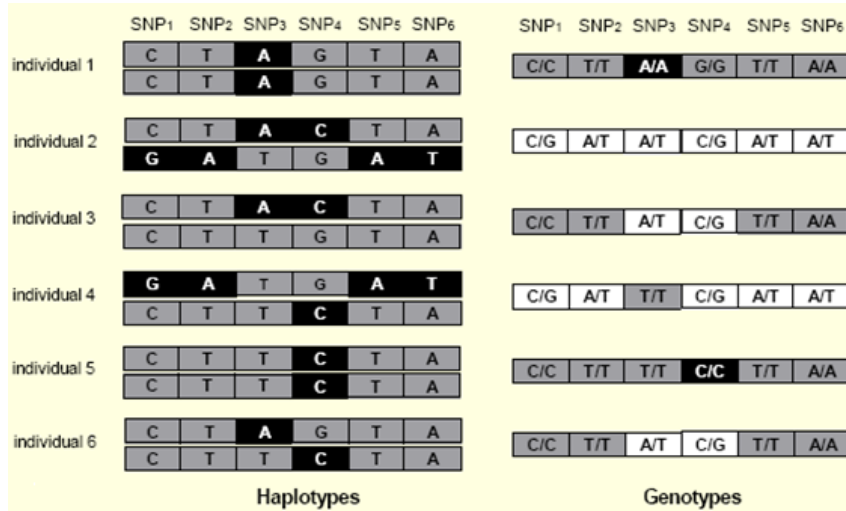 SNP1 SNP2 SNP3 SNP4 SNP5 SNP6 SNP1 SNP2 SNP3 SNP4 SNP5 SNP6
individual 1
C T A G T A
C T A G T A
C/C T/T A/A G/G T/T A/A
individual 2
C T A C T A
G A T G A T
C/G A/T A/T C/G A/T A/T
individual 3
C T A C T A
C T T G T A
C/C T/T A/T C/G T/T A/A
individual 4
G A T G A T
C T T C T A
C/G A/T T/T C/G A/T A/T
individual 5
C T T C T A
C T T C T A
C/C T/T T/T C/C T/T A/A
individual 6
C T A G T A
C T T C T A
C/C T/T A/T C/G T/T A/A
Haplotypes Genotypes